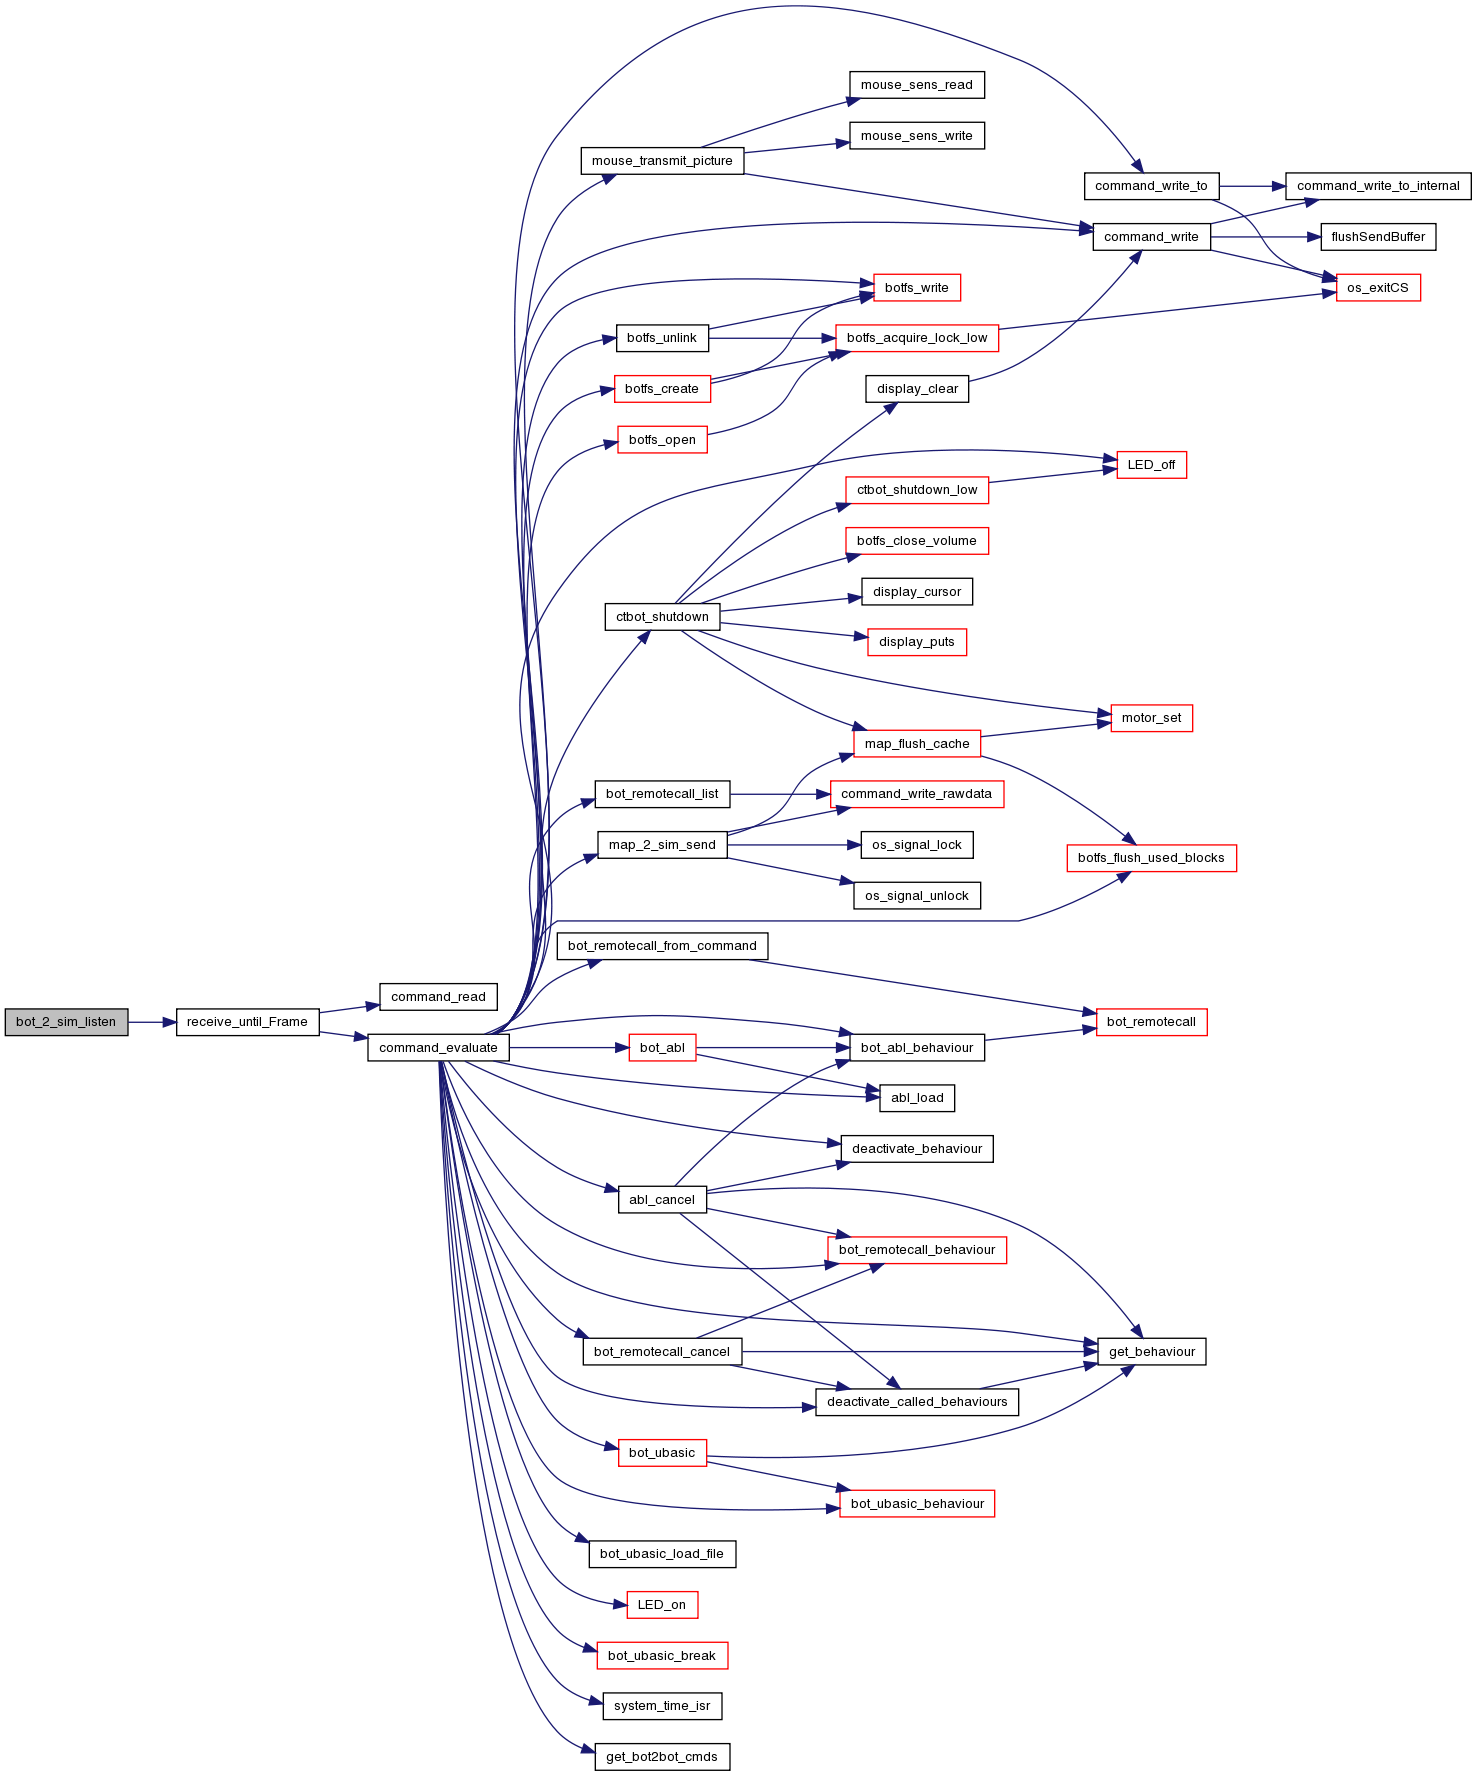 mouse_sens_read
mouse_sens_write
mouse_transmit_picture
command_write_to
command_write_to_internal
command_write
flushSendBuffer
botfs_write
os_exitCS
botfs_unlink
botfs_acquire_lock_low
botfs_create
display_clear
botfs_open
LED_off
ctbot_shutdown_low
botfs_close_volume
display_cursor
ctbot_shutdown
display_puts
motor_set
map_flush_cache
bot_remotecall_list
command_write_rawdata
map_2_sim_send
os_signal_lock
botfs_flush_used_blocks
os_signal_unlock
bot_remotecall_from_command
command_read
bot_2_sim_listen
receive_until_Frame
bot_remotecall
command_evaluate
bot_abl
bot_abl_behaviour
abl_load
deactivate_behaviour
abl_cancel
bot_remotecall_behaviour
bot_remotecall_cancel
get_behaviour
deactivate_called_behaviours
bot_ubasic
bot_ubasic_behaviour
bot_ubasic_load_file
LED_on
bot_ubasic_break
system_time_isr
get_bot2bot_cmds